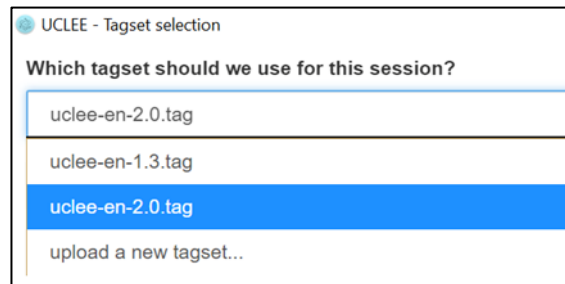 UCLEE - Tagset selection
Which tagset should we use for this session?
uclee-en-2.0.tag
uclee-en-1.3.tag
uclee-en-2.0.tag
upload a new tagset...